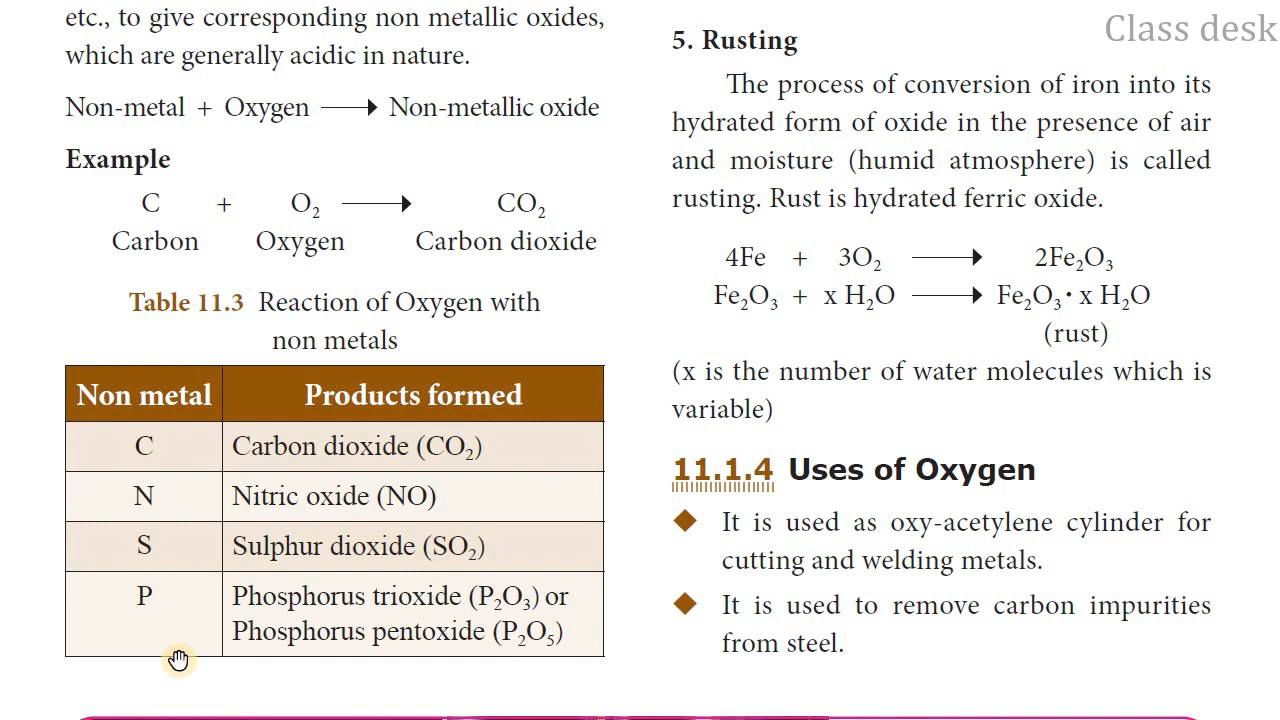 Class desk
etc., to give corresponding non metallic oxides,
which are generally acidic in nature.
Non-metal + Oxygen ⟶ Non-metallic oxide
Example
C + O₂ ⟶ CO₂
Carbon Oxygen Carbon dioxide
Table 11.3 Reaction of Oxygen with
non metals
Non metal Products formed
C Carbon dioxide (CO₂)
N Nitric oxide (NO)
S Sulphur dioxide (SO₂)
P Phosphorus trioxide (P₂O₃) or
Phosphorus pentoxide (P₂O₅)
5. Rusting
The process of conversion of iron into its
hydrated form of oxide in the presence of air
and moisture (humid atmosphere) is called
rusting. Rust is hydrated ferric oxide.
4Fe + 3O₂ ⟶ 2Fe₂O₃
Fe₂O₃ + x H₂O ⟶ Fe₂O₃· x H₂O
(rust)
(x is the number of water molecules which is
variable)
11.1.4 Uses of Oxygen
◆ It is used as oxy-acetylene cylinder for
cutting and welding metals.
◆ It is used to remove carbon impurities
from steel.